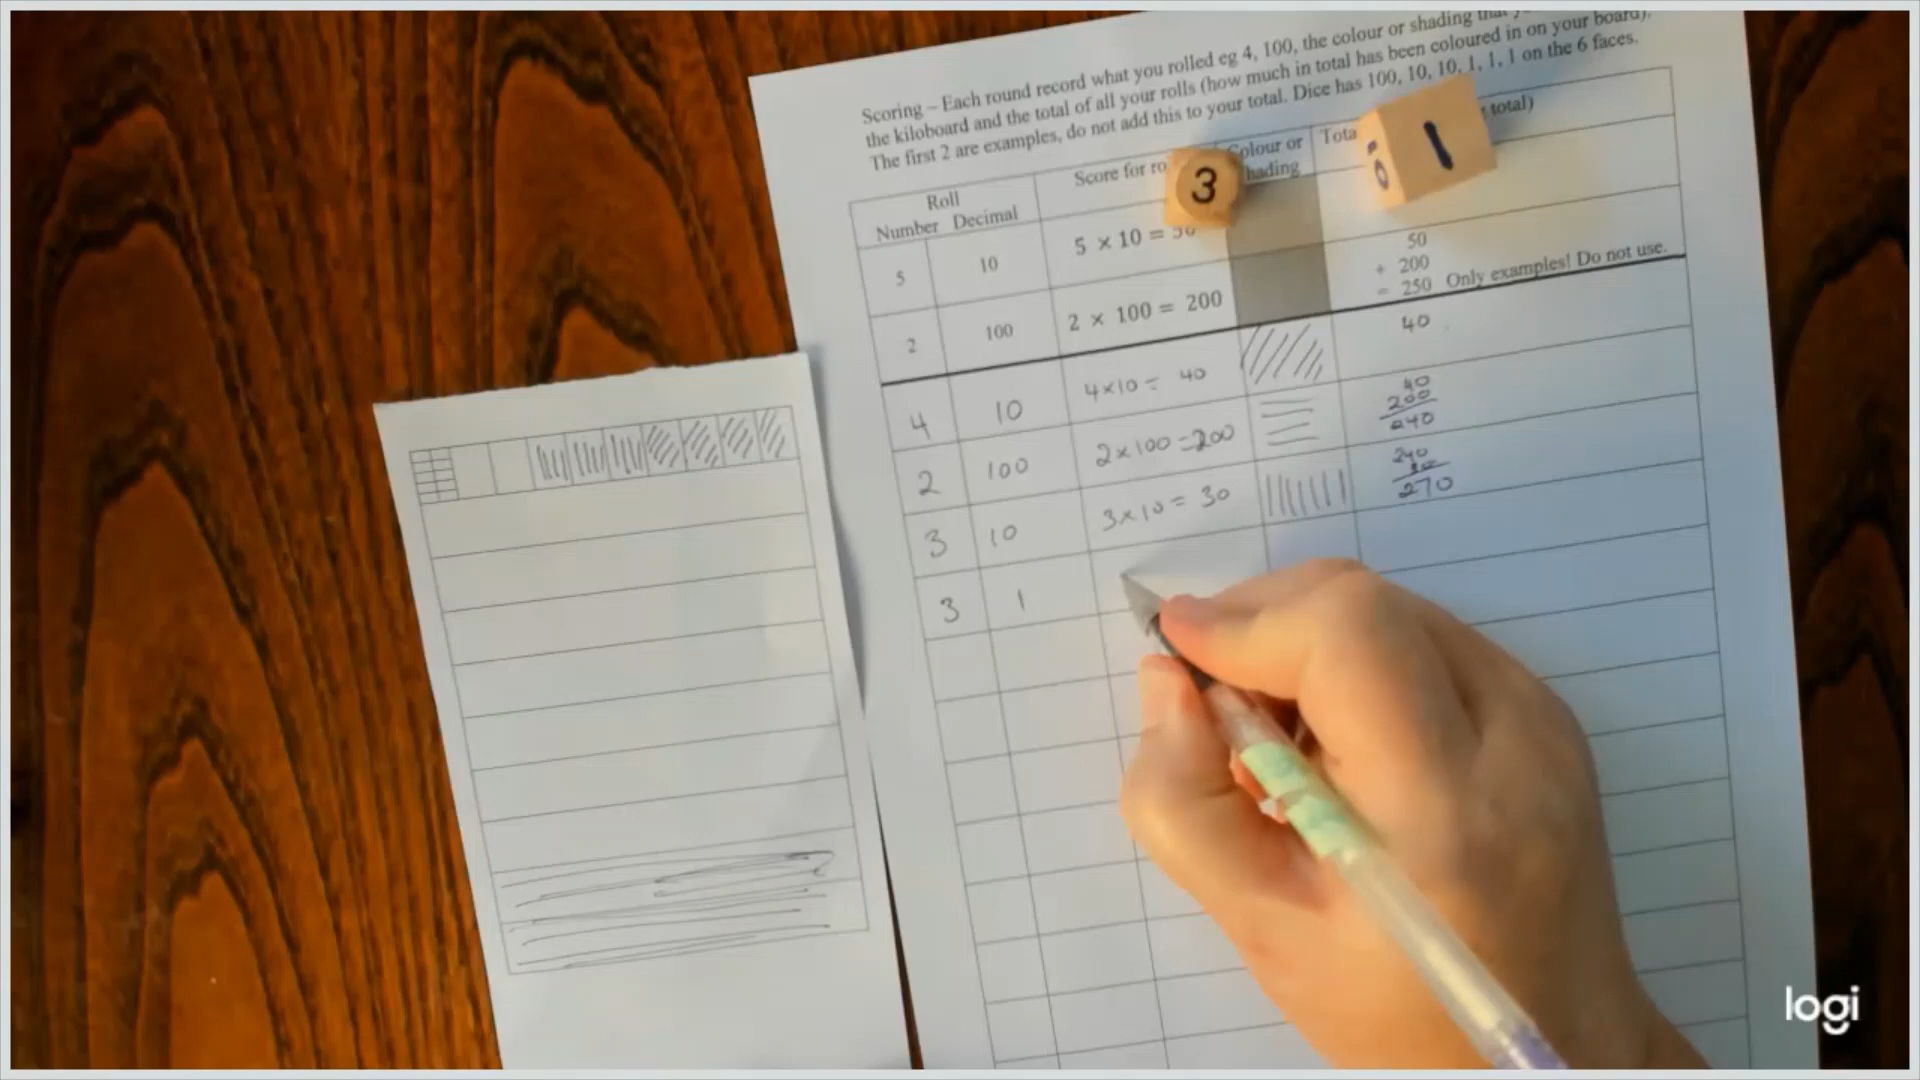 Scoring – Each round record what you rolled eg 4, 100, the colour or shading that
the kiloboard and the total of all your rolls (how much in total has been coloured in on your board).
The first 2 are examples, do not add this to your total. Dice has 100, 10, 10, 1, 1, 1 on the 6 faces.
Roll
Number Decimal
Score for
Colour or
total)
3
1
5 10 5 × 10 = 50
50
+ 200
= 250 Only examples! Do not use.
2 100 2 × 100 = 200
4 10 4×10 = 40 40
2 100 2×100=200
40
200
240
3 10 3×10 = 30
240
30
270
3 1
logi